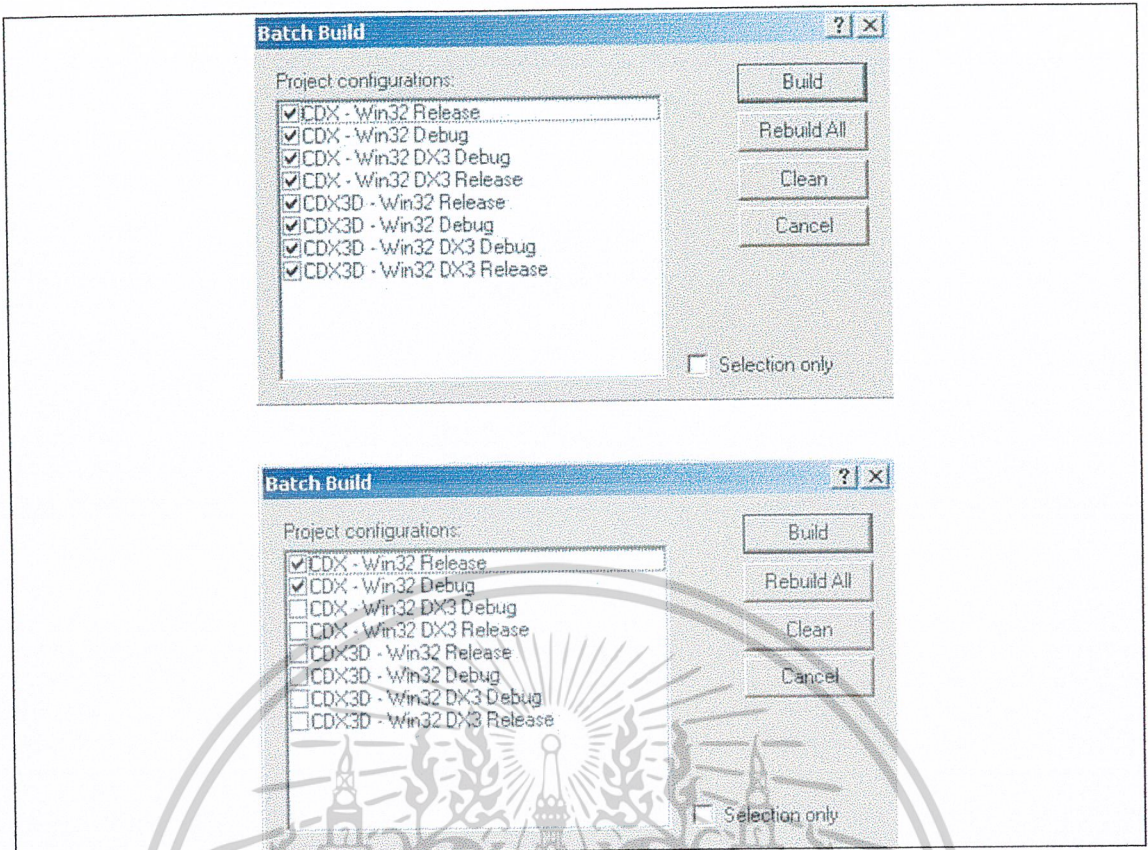 Batch Build
Project configurations:
CDX - Win32 Release
CDX - Win32 Debug
CDX - Win32 DX3 Debug
CDX - Win32 DX3 Release
CDX3D - Win32 Release
CDX3D - Win32 Debug
CDX3D - Win32 DX3 Debug
CDX3D - Win32 DX3 Release
Build
Rebuild All
Clean
Cancel
Selection only
Batch Build
Project configurations:
CDX - Win32 Release
CDX - Win32 Debug
CDX - Win32 DX3 Debug
CDX - Win32 DX3 Release
CDX3D - Win32 Release
CDX3D - Win32 Debug
CDX3D - Win32 DX3 Debug
CDX3D - Win32 DX3 Release
Build
Rebuild All
Clean
Cancel
Selection only